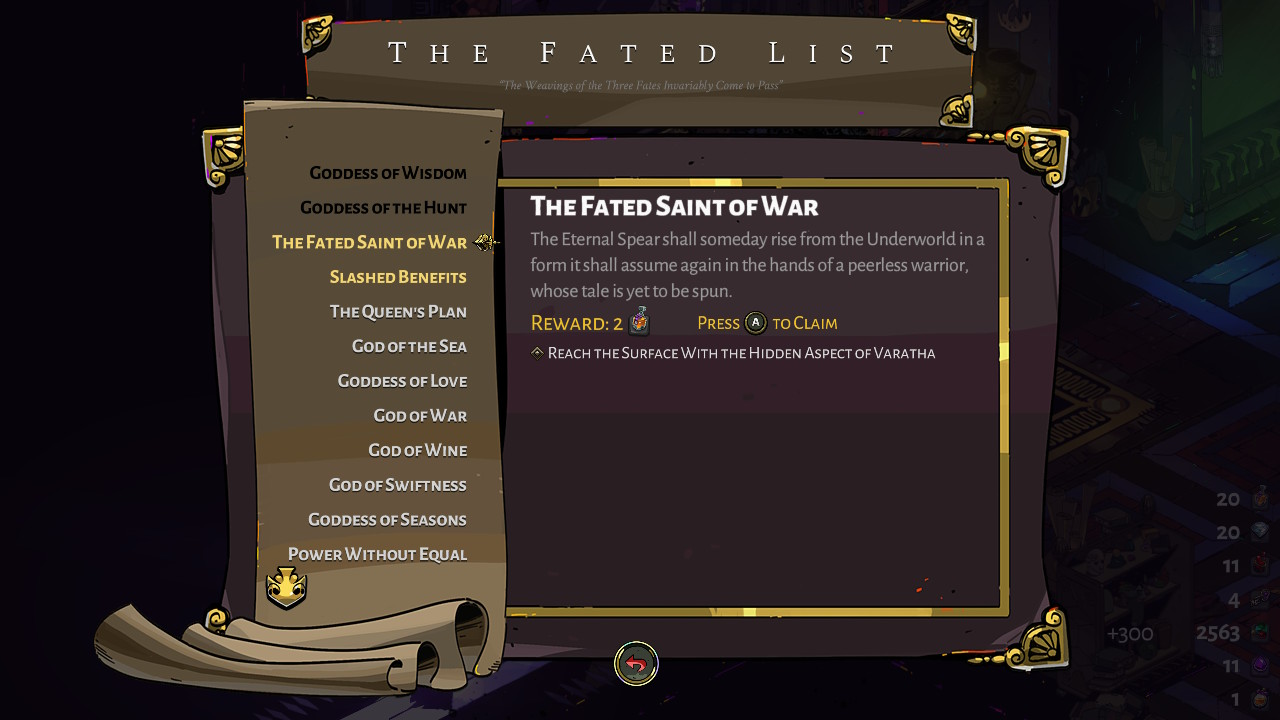 THE FATED LIST
"The Weavings of the Three Fates Invariably Come to Pass"
GODDESS OF WISDOM
GODDESS OF THE HUNT
THE FATED SAINT OF WAR
SLASHED BENEFITS
THE QUEEN'S PLAN
GOD OF THE SEA
GODDESS OF LOVE
GOD OF WAR
GOD OF WINE
GOD OF SWIFTNESS
GODDESS OF SEASONS
POWER WITHOUT EQUAL
THE FATED SAINT OF WAR
The Eternal Spear shall someday rise from the Underworld in a
form it shall assume again in the hands of a peerless warrior,
whose tale is yet to be spun.
REWARD: 2 PRESS A TO CLAIM
REACH THE SURFACE WITH THE HIDDEN ASPECT OF VARATHA
20
20
11
4
+300 2563
11
1